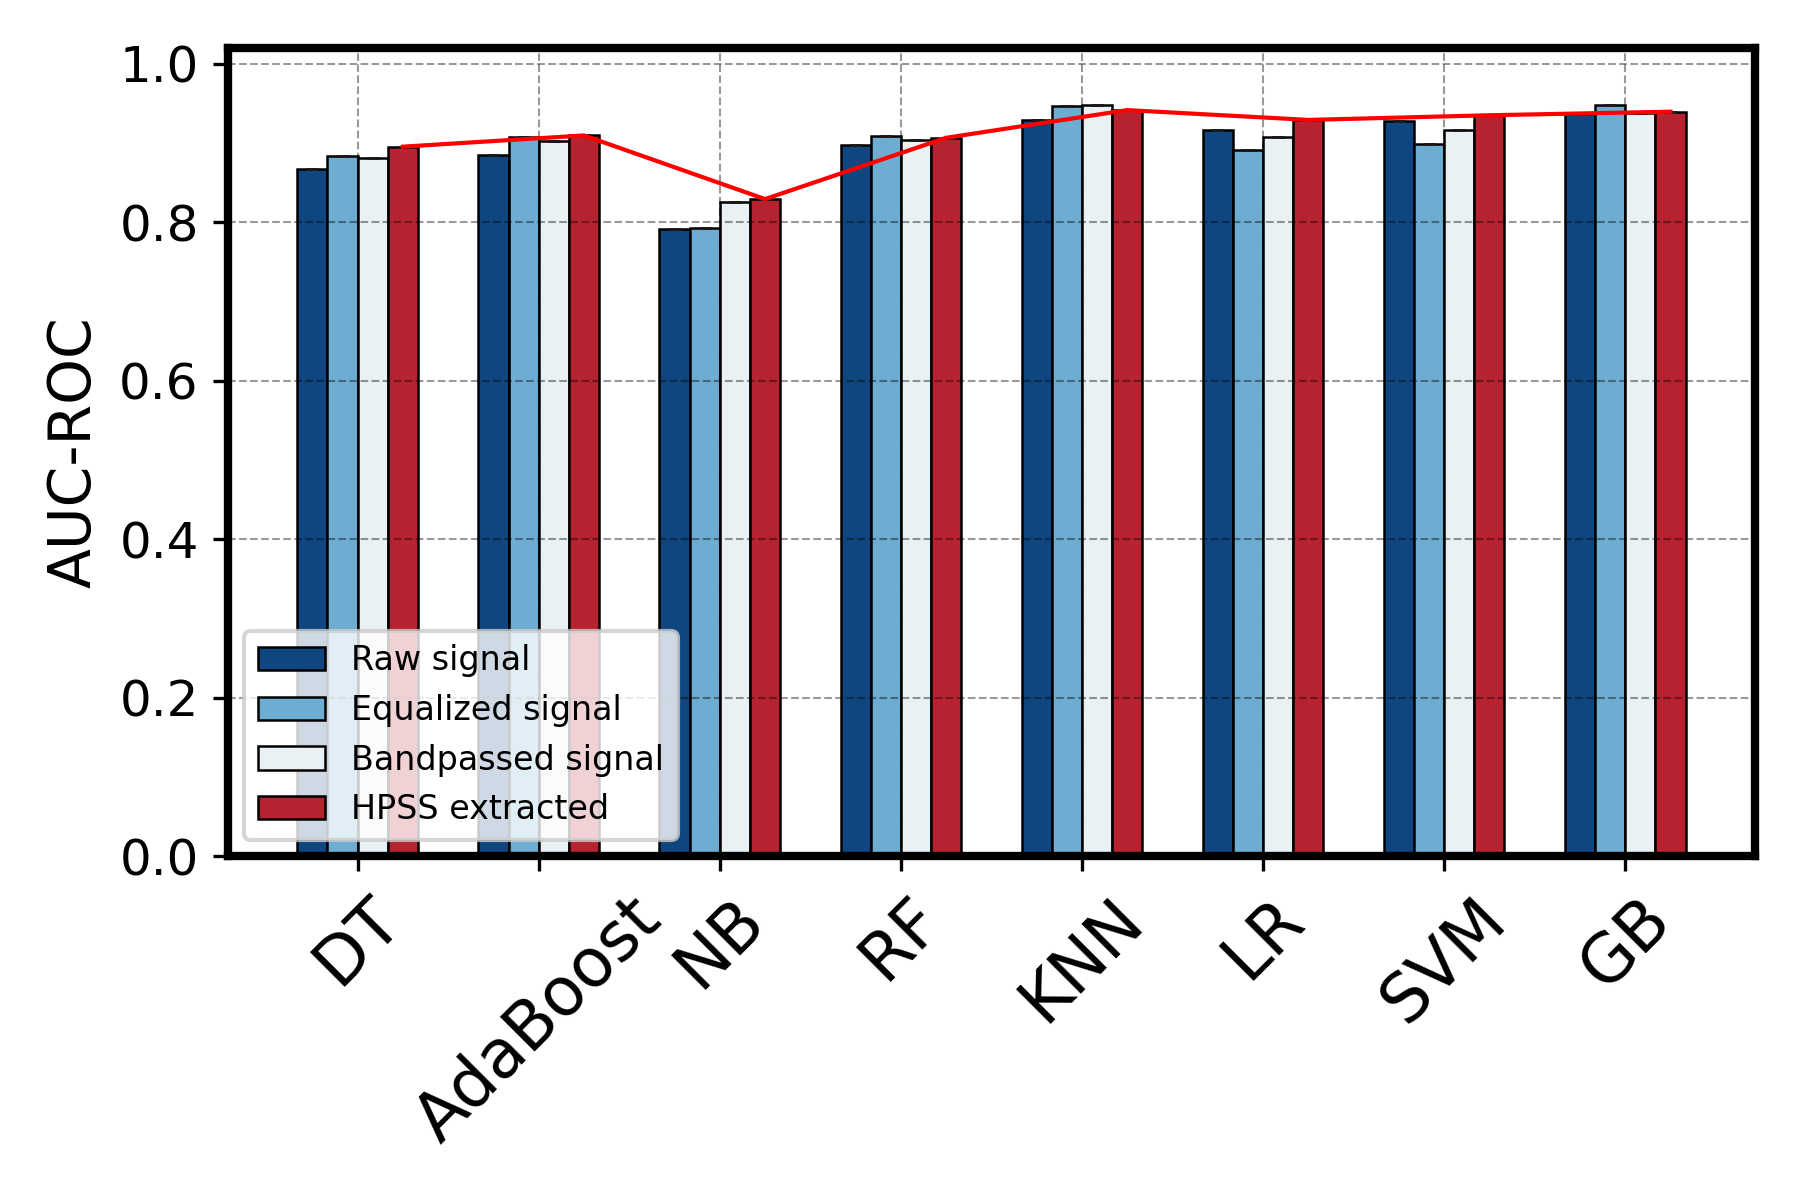 1.0
0.8
0.6
0.4
0.2
0.0
AUC-ROC
Raw signal
Equalized signal
Bandpassed signal
HPSS extracted
DT
AdaBoost
NB
RF
KNN
LR
SVM
GB